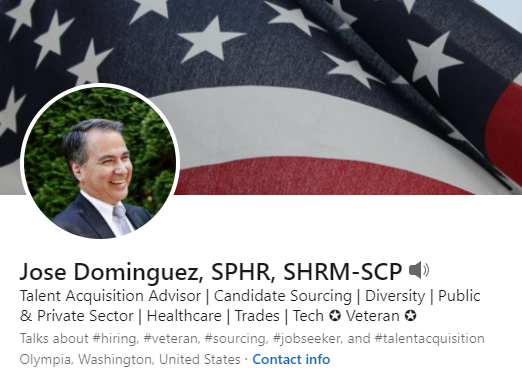 Jose Dominguez, SPHR, SHRM-SCP
Talent Acquisition Advisor | Candidate Sourcing | Diversity | Public
& Private Sector | Healthcare | Trades | Tech ✪ Veteran ✪
Talks about #hiring, #veteran, #sourcing, #jobseeker, and #talentacquisition
Olympia, Washington, United States · Contact info